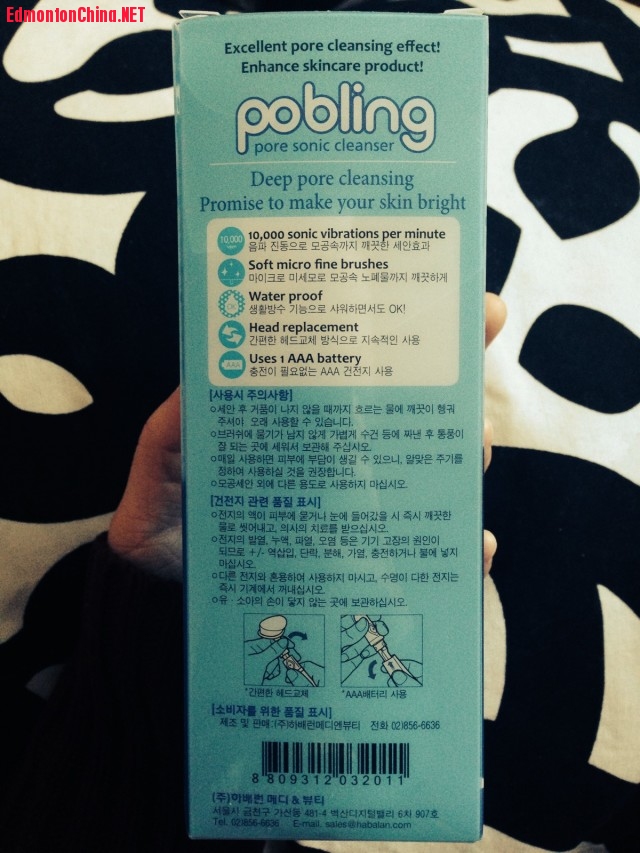 EdmontonChina.NET
Excellent pore cleansing effect!
Enhance skincare product!
pobling
pore sonic cleanser
Deep pore cleansing
Promise to make your skin bright
10,000
10,000 sonic vibrations per minute
음파 진동으로 모공속까지 깨끗한 세안효과
Soft micro fine brushes
마이크로 미세모로 모공속 노폐물까지 깨끗하게
OK
Water proof
생활방수 기능으로 샤워하면서도 OK!
Head replacement
간편한 헤드교체 방식으로 지속적인 사용
AAA
Uses 1 AAA battery
충전이 필요없는 AAA 건전지 사용
[사용시 주의사항]
○세안 후 거품이 나지 않을 때까지 흐르는 물에 깨끗이 헹궈
주셔야 오래 사용할 수 있습니다.
○브러쉬에 물기가 남지 않게 가볍게 수건 등에 짜낸 후 통풍이
잘 되는 곳에 세워서 보관해 주십시오.
○매일 사용하면 피부에 부담이 생길 수 있으니, 알맞은 주기를
정하여 사용하실 것을 권장합니다.
○모공세안 외에 다른 용도로 사용하지 마십시오.
[건전지 관련 품질 표시]
○전지의 액이 피부에 묻거나 눈에 들어갔을 시 즉시 깨끗한
물로 씻어내고, 의사의 치료를 받으십시오.
○전지의 발열, 누액, 파열, 오염 등은 기기 고장의 원인이
되므로 +/- 역삽입, 단락, 분해, 가열, 충전하거나 불에 넣지
마십시오.
○다른 전지와 혼용하여 사용하지 마시고, 수명이 다한 전지는
즉시 기계에서 꺼내십시오.
○유·소아의 손이 닿지 않는 곳에 보관하십시오.
*간편한 헤드교체
*AAA배터리 사용
[소비자를 위한 품질 표시]
제조 및 판매 : (주)하배런메디엔뷰티 전화 02)856-6636
8 809312 032011
(주)하배런 메디 & 뷰티
서울시 금천구 가산동 481-4 벽산디지털밸리 6차 907호
Tel. 02)856-6636 E-mail. sales@habalan.com